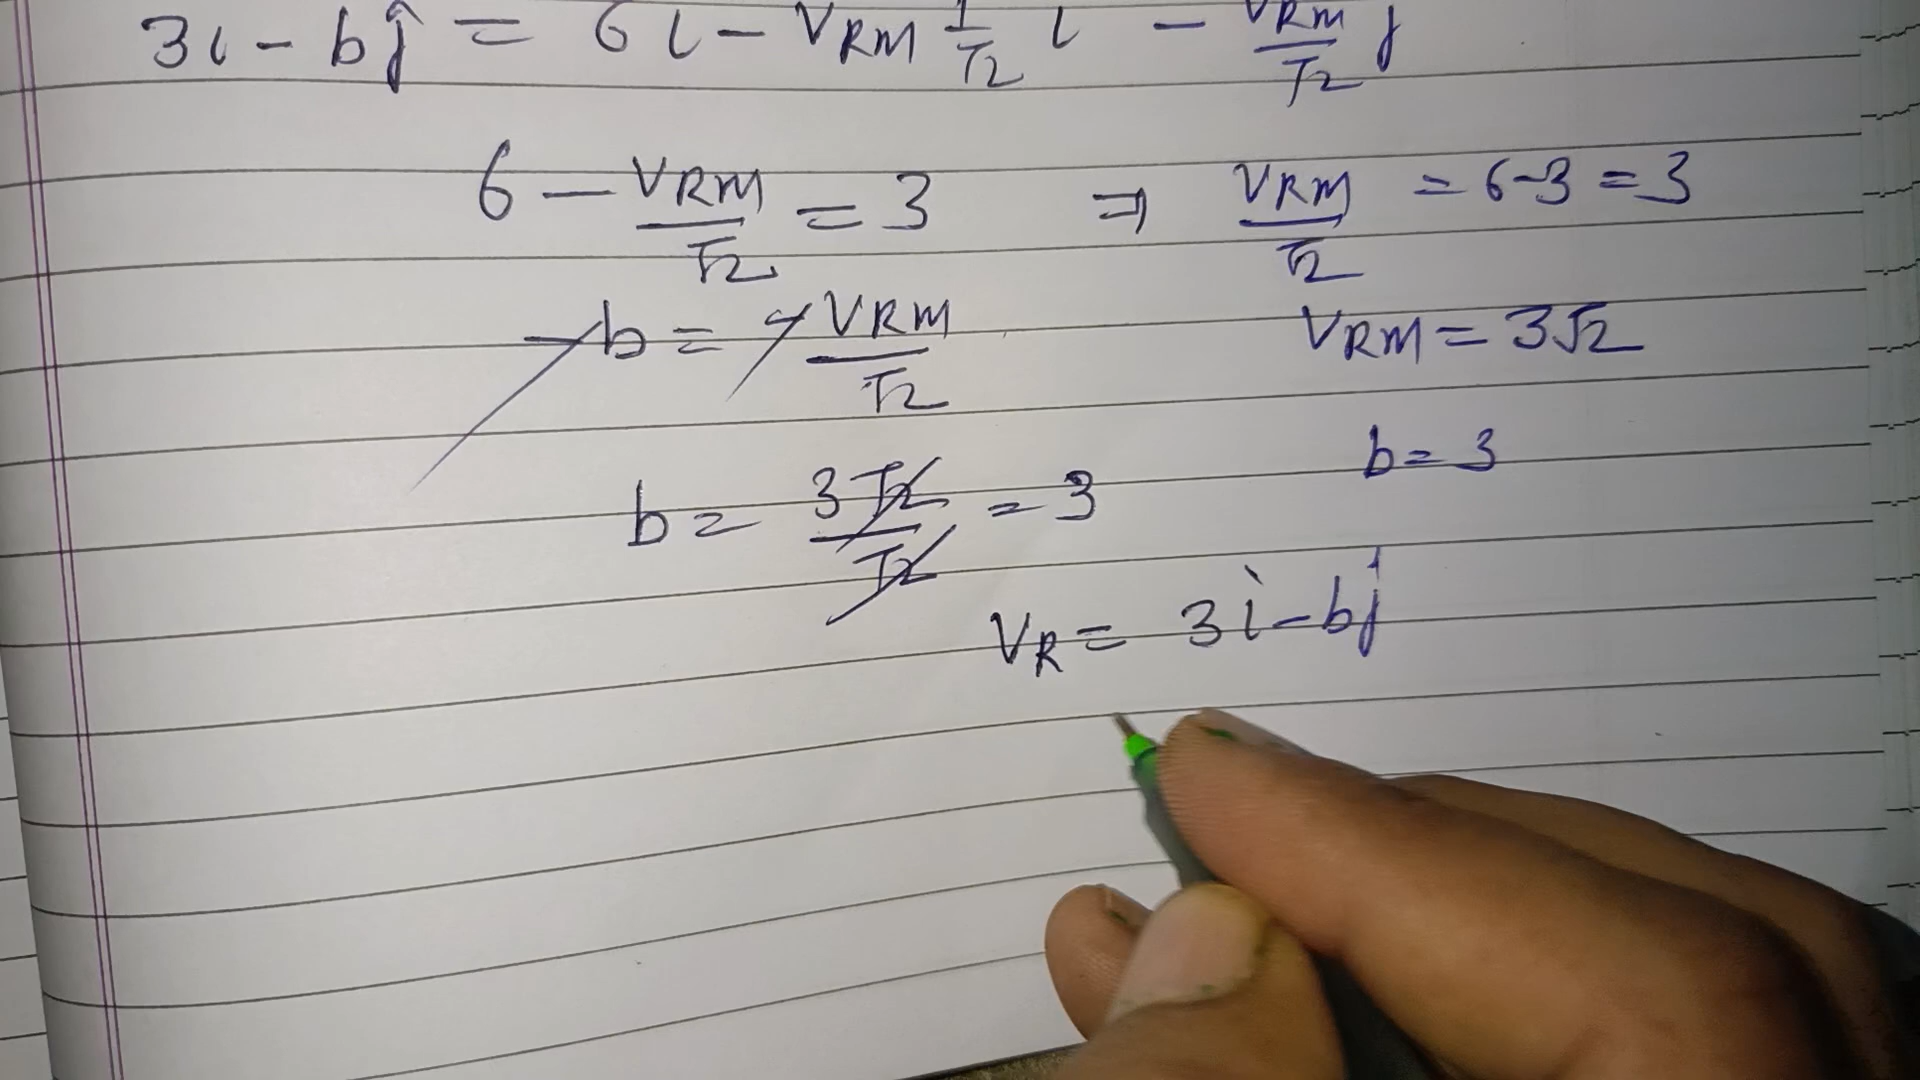 3i - bĵ = 6i - VRM 1/√2 i - VRM/√2 j
6 - VRM/√2 = 3 ⇒ VRM/√2 = 6-3 = 3
-b = -VRM/√2 VRM = 3√2
b = 3√2/√2 = 3 b = 3
VR = 3i - bj